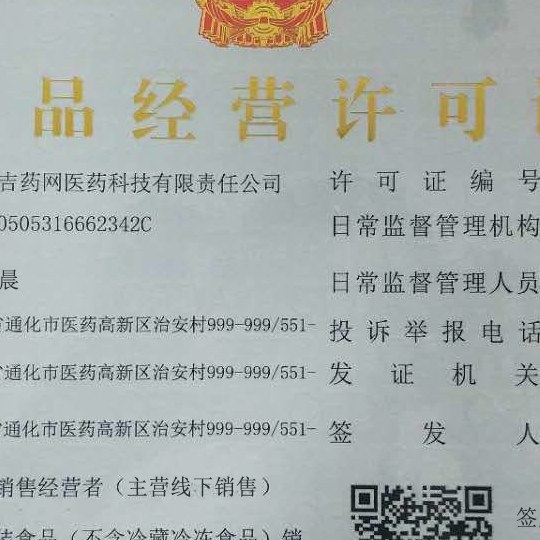 品经营许可
吉药网医药科技有限责任公司 许可证编号
0505316662342C 日常监督管理机构
晨 日常监督管理人员
通化市医药高新区治安村999-999/551- 投诉举报电话
通化市医药高新区治安村999-999/551- 发证机关
通化市医药高新区治安村999-999/551- 签发人
销售经营者（主营线下销售）
装食品（不含冷藏冷冻食品）销 签